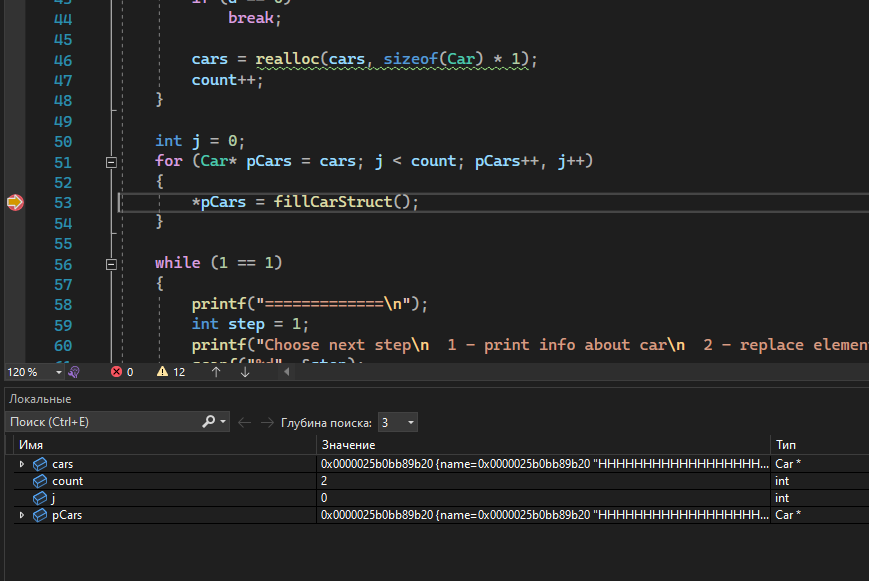 44 break;
45
46 cars = realloc(cars, sizeof(Car) * 1);
47 count++;
48 }
49
50 int j = 0;
51 for (Car* pCars = cars; j < count; pCars++, j++)
52 {
53 *pCars = fillCarStruct();
54 }
55
56 while (1 == 1)
57 {
58 printf("=============\n");
59 int step = 1;
60 printf("Choose next step\n  1 - print info about car\n  2 - replace elemen
120 % 0 12
Локальные
Поиск (Ctrl+E) Глубина поиска: 3
Имя Значение Тип
cars 0x0000025b0bb89b20 {name=0x0000025b0bb89b20 "HHHHHHHHHHHHHHHHHH... Car *
count 2 int
j 0 int
pCars 0x0000025b0bb89b20 {name=0x0000025b0bb89b20 "HHHHHHHHHHHHHHHHHH... Car *